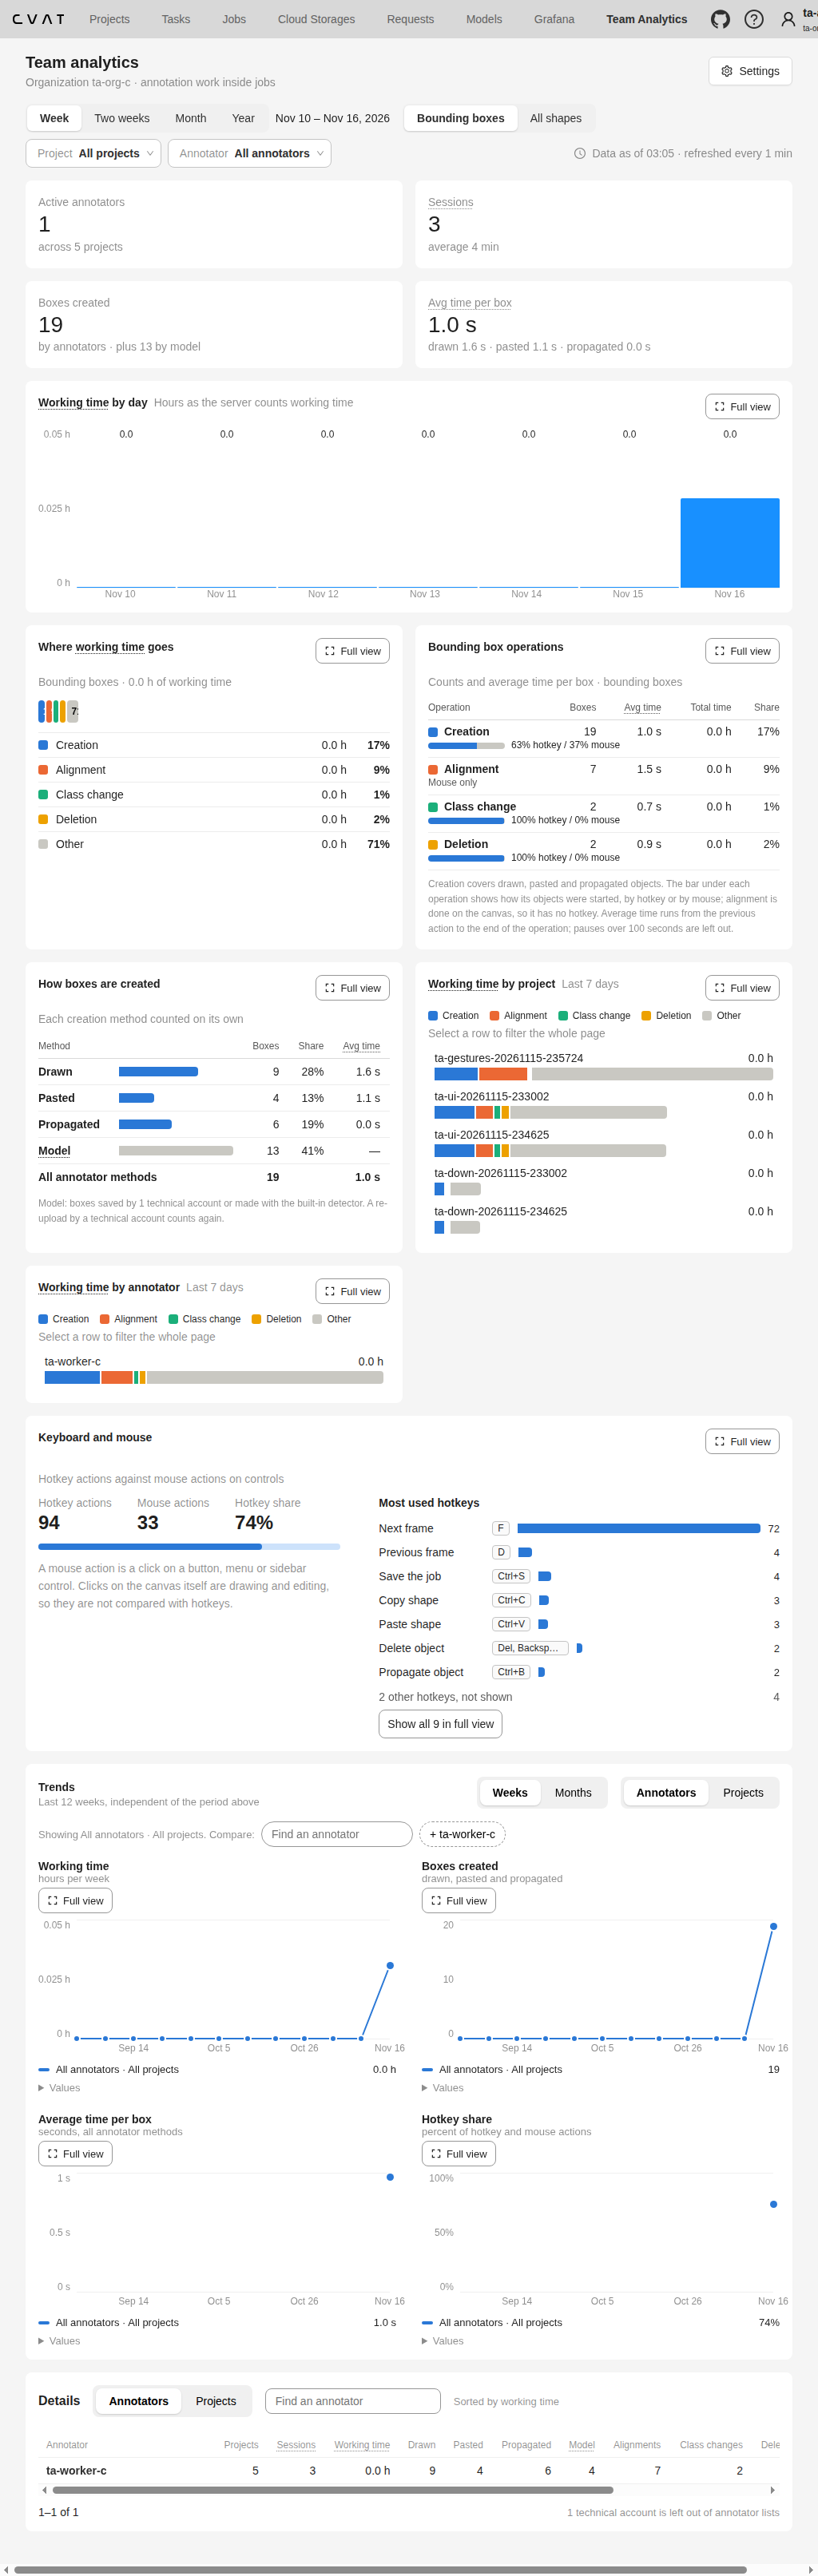 CVAT Projects Tasks Jobs Cloud Storages Requests Models Grafana Team Analytics
Team analytics
Organization ta-org-c · annotation work inside jobs
Settings
Week Two weeks Month Year Nov 10 – Nov 16, 2026 Bounding boxes All shapes
Project All projects Annotator All annotators Data as of 03:05 · refreshed every 1 min
Active annotators
1
across 5 projects
Sessions
3
average 4 min
Boxes created
19
by annotators · plus 13 by model
Avg time per box
1.0 s
drawn 1.6 s · pasted 1.1 s · propagated 0.0 s
Working time by day Hours as the server counts working time Full view
0.05 h 0.0 0.0 0.0 0.0 0.0 0.0 0.0
0.025 h
0 h
Nov 10 Nov 11 Nov 12 Nov 13 Nov 14 Nov 15 Nov 16
Where working time goes Full view
Bounding boxes · 0.0 h of working time
Creation 0.0 h 17%
Alignment 0.0 h 9%
Class change 0.0 h 1%
Deletion 0.0 h 2%
Other 0.0 h 71%
Bounding box operations Full view
Counts and average time per box · bounding boxes
Operation Boxes Avg time Total time Share
Creation 19 1.0 s 0.0 h 17%
63% hotkey / 37% mouse
Alignment 7 1.5 s 0.0 h 9%
Mouse only
Class change 2 0.7 s 0.0 h 1%
100% hotkey / 0% mouse
Deletion 2 0.9 s 0.0 h 2%
100% hotkey / 0% mouse
Creation covers drawn, pasted and propagated objects. The bar under each
operation shows how its objects were started, by hotkey or by mouse; alignment is
done on the canvas, so it has no hotkey. Average time runs from the previous
action to the end of the operation; pauses over 100 seconds are left out.
How boxes are created Full view
Each creation method counted on its own
Method Boxes Share Avg time
Drawn 9 28% 1.6 s
Pasted 4 13% 1.1 s
Propagated 6 19% 0.0 s
Model 13 41% —
All annotator methods 19 1.0 s
Model: boxes saved by 1 technical account or made with the built-in detector. A re-
upload by a technical account counts again.
Working time by project Last 7 days Full view
Creation Alignment Class change Deletion Other
Select a row to filter the whole page
ta-gestures-20261115-235724 0.0 h
ta-ui-20261115-233002 0.0 h
ta-ui-20261115-234625 0.0 h
ta-down-20261115-233002 0.0 h
ta-down-20261115-234625 0.0 h
Working time by annotator Last 7 days Full view
Creation Alignment Class change Deletion Other
Select a row to filter the whole page
ta-worker-c 0.0 h
Keyboard and mouse Full view
Hotkey actions against mouse actions on controls
Hotkey actions Mouse actions Hotkey share
94 33 74%
A mouse action is a click on a button, menu or sidebar
control. Clicks on the canvas itself are drawing and editing,
so they are not compared with hotkeys.
Most used hotkeys
Next frame F 72
Previous frame D 4
Save the job Ctrl+S 4
Copy shape Ctrl+C 3
Paste shape Ctrl+V 3
Delete object Del, Backsp… 2
Propagate object Ctrl+B 2
2 other hotkeys, not shown 4
Show all 9 in full view
Trends Weeks Months Annotators Projects
Last 12 weeks, independent of the period above
Showing All annotators · All projects. Compare: Find an annotator + ta-worker-c
Working time
hours per week
Full view
0.05 h
0.025 h
0 h
Sep 14 Oct 5 Oct 26 Nov 16
All annotators · All projects 0.0 h
Values
Boxes created
drawn, pasted and propagated
Full view
20
10
0
Sep 14 Oct 5 Oct 26 Nov 16
All annotators · All projects 19
Values
Average time per box
seconds, all annotator methods
Full view
1 s
0.5 s
0 s
Sep 14 Oct 5 Oct 26 Nov 16
All annotators · All projects 1.0 s
Values
Hotkey share
percent of hotkey and mouse actions
Full view
100%
50%
0%
Sep 14 Oct 5 Oct 26 Nov 16
All annotators · All projects 74%
Values
Details Annotators Projects Find an annotator Sorted by working time
Annotator Projects Sessions Working time Drawn Pasted Propagated Model Alignments Class changes
ta-worker-c 5 3 0.0 h 9 4 6 4 7 2
1–1 of 1 1 technical account is left out of annotator lists